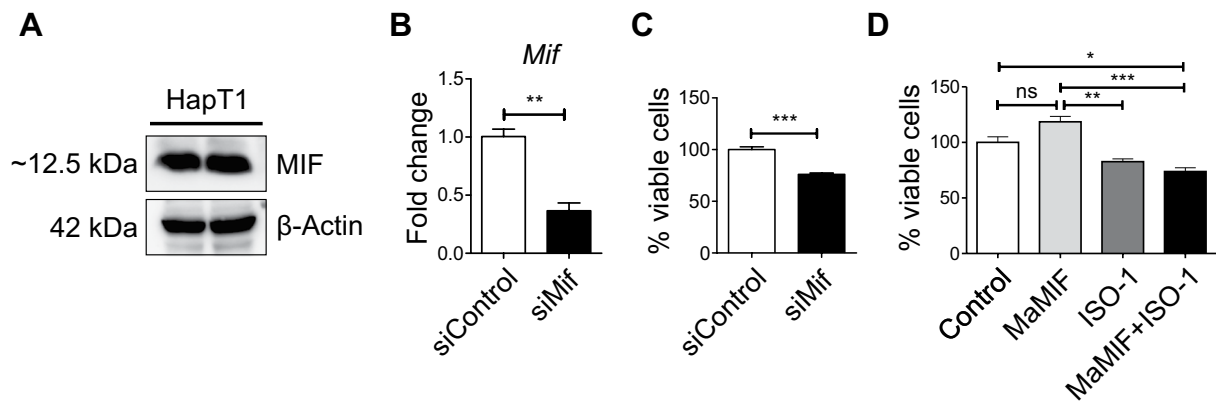 A
HapT1
~12.5 kDa
MIF
42 kDa
β-Actin
B
Mif
Fold change
1.5
1.0
0.5
0.0
**
siControl
siMif
C
% viable cells
150
100
75
50
0
***
siControl
siMif
D
% viable cells
150
100
50
0
*
***
ns
**
Control
MaMIF
ISO-1
MaMIF+ISO-1